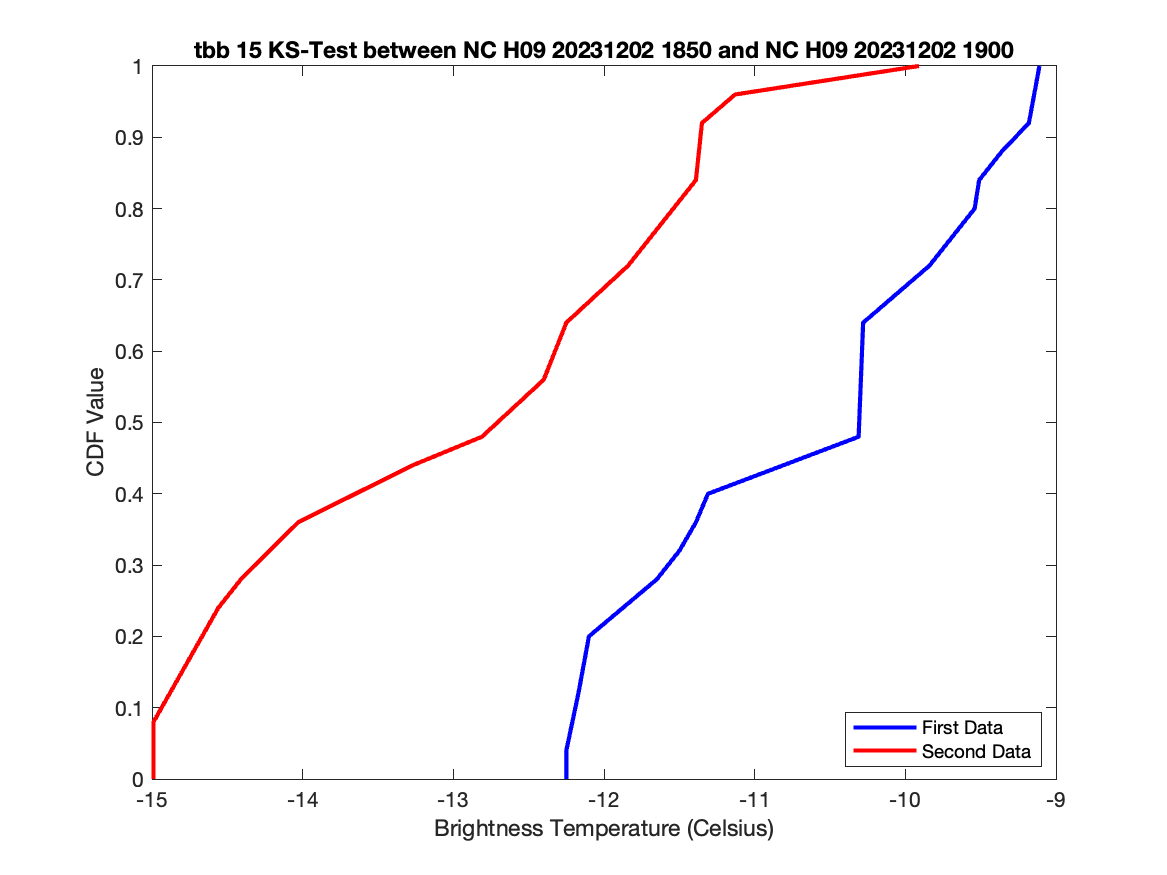 tbb 15 KS-Test between NC H09 20231202 1850 and NC H09 20231202 1900
1
0.9
0.8
0.7
0.6
0.5
0.4
0.3
0.2
0.1
0
CDF Value
First Data
Second Data
-15 -14 -13 -12 -11 -10 -9
Brightness Temperature (Celsius)